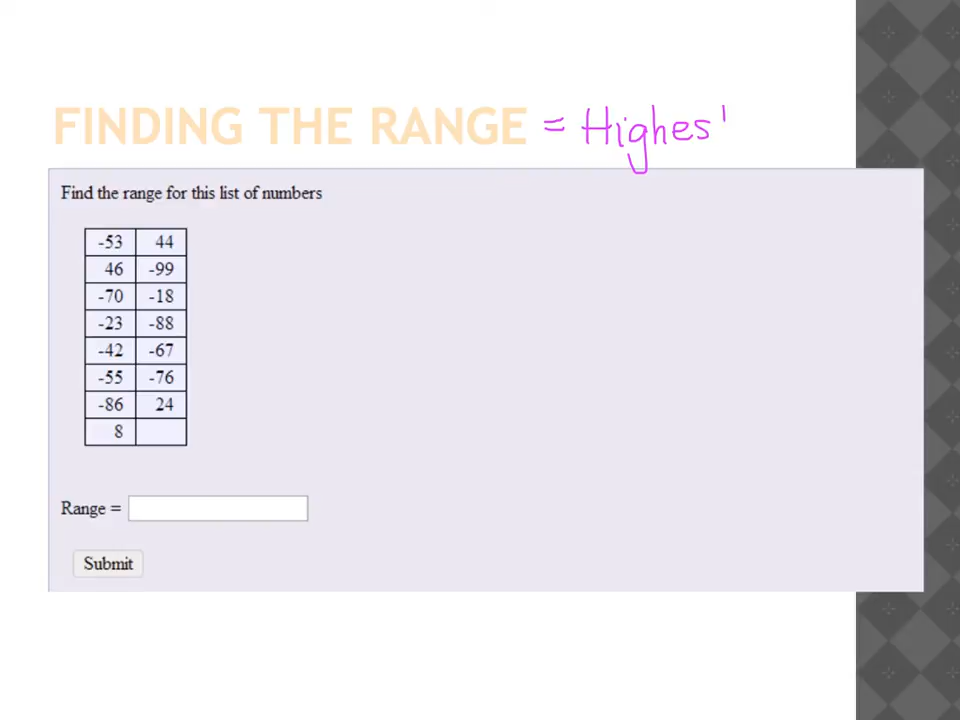 FINDING THE RANGE = Highes'
Find the range for this list of numbers
-53 44
46 -99
-70 -18
-23 -88
-42 -67
-55 -76
-86 24
8
Range =
Submit